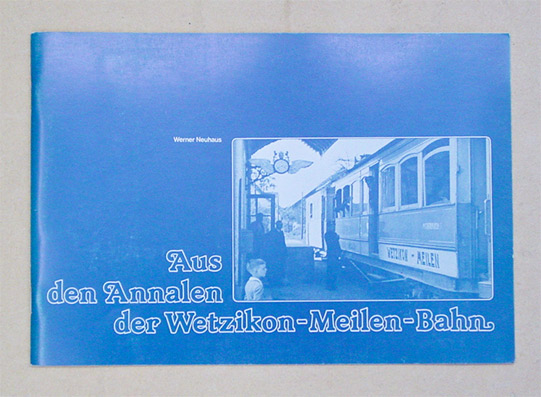 Werner Neuhaus
Aus
den Annalen
der Wetzikon-Meilen-Bahn
WETZIKON - MEILEN